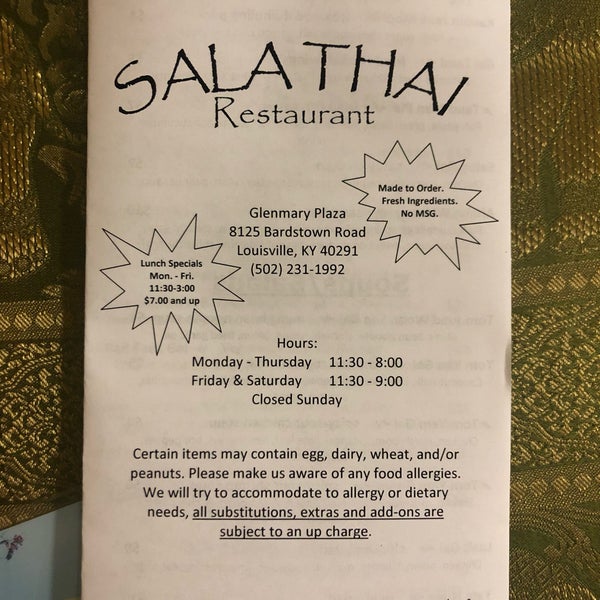 SALA THAI
Restaurant
Made to Order.
Fresh Ingredients.
No MSG.
Glenmary Plaza
8125 Bardstown Road
Louisville, KY 40291
(502) 231-1992
Lunch Specials
Mon. - Fri.
11:30-3:00
$7.00 and up
Hours:
Monday - Thursday 11:30 - 8:00
Friday & Saturday 11:30 - 9:00
Closed Sunday
Certain items may contain egg, dairy, wheat, and/or
peanuts. Please make us aware of any food allergies.
We will try to accommodate to allergy or dietary
needs, all substitutions, extras and add-ons are
subject to an up charge.